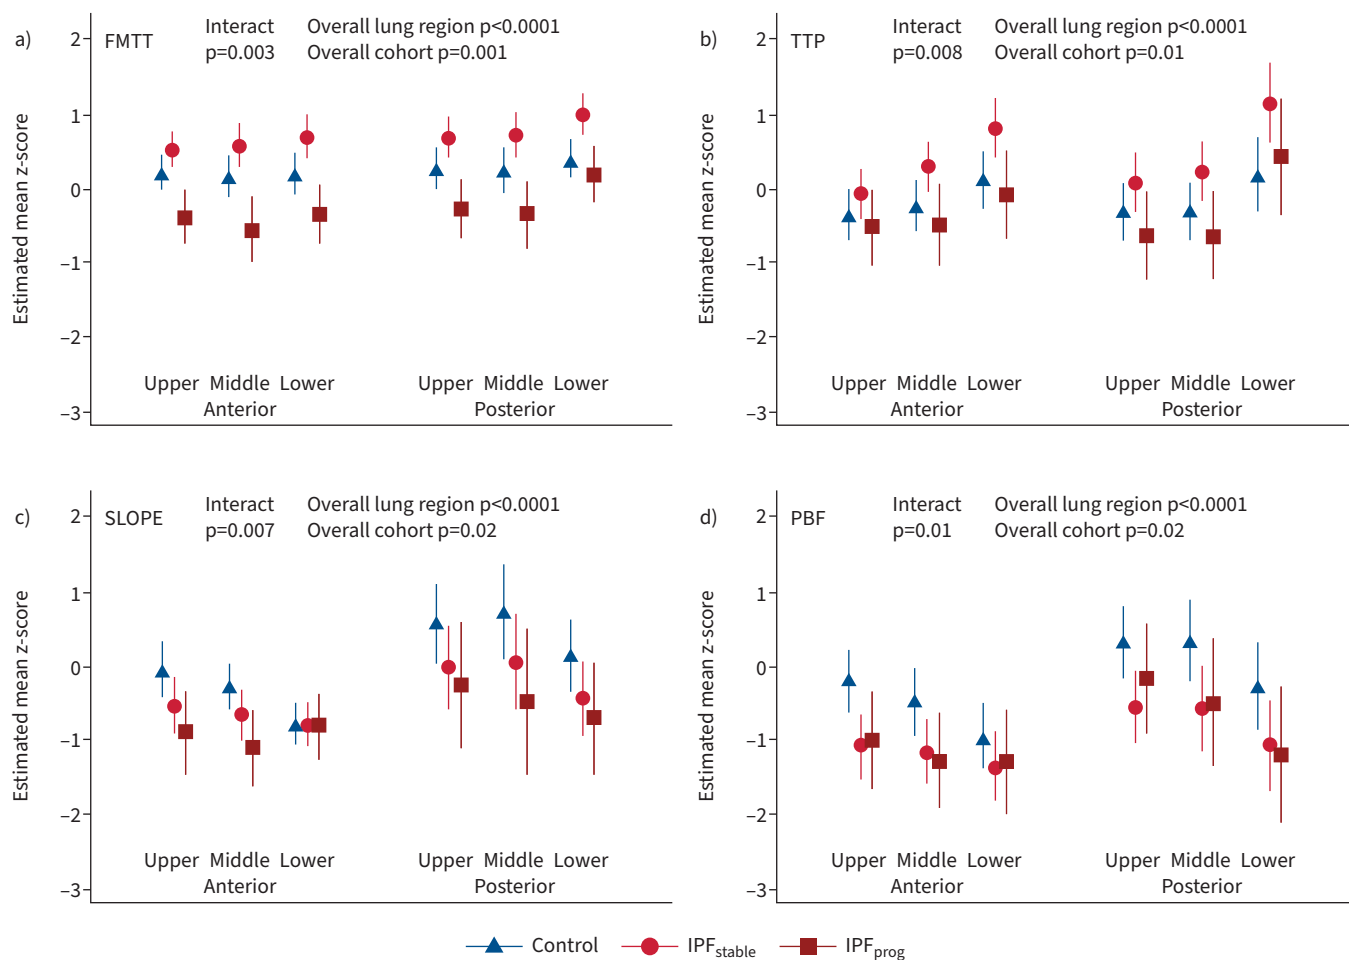 a)
FMTT
Interact
p=0.003
Overall lung region p<0.0001
Overall cohort p=0.001
Estimated mean z-score
2
1
0
–1
–2
–3
Upper Middle Lower
Anterior
Upper Middle Lower
Posterior
b)
TTP
Interact
p=0.008
Overall lung region p<0.0001
Overall cohort p=0.01
Estimated mean z-score
2
1
0
–1
–2
–3
Upper Middle Lower
Anterior
Upper Middle Lower
Posterior
c)
SLOPE
Interact
p=0.007
Overall lung region p<0.0001
Overall cohort p=0.02
Estimated mean z-score
2
1
0
–1
–2
–3
Upper Middle Lower
Anterior
Upper Middle Lower
Posterior
d)
PBF
Interact
p=0.01
Overall lung region p<0.0001
Overall cohort p=0.02
Estimated mean z-score
2
1
0
–1
–2
–3
Upper Middle Lower
Anterior
Upper Middle Lower
Posterior
Control IPFstable IPFprog